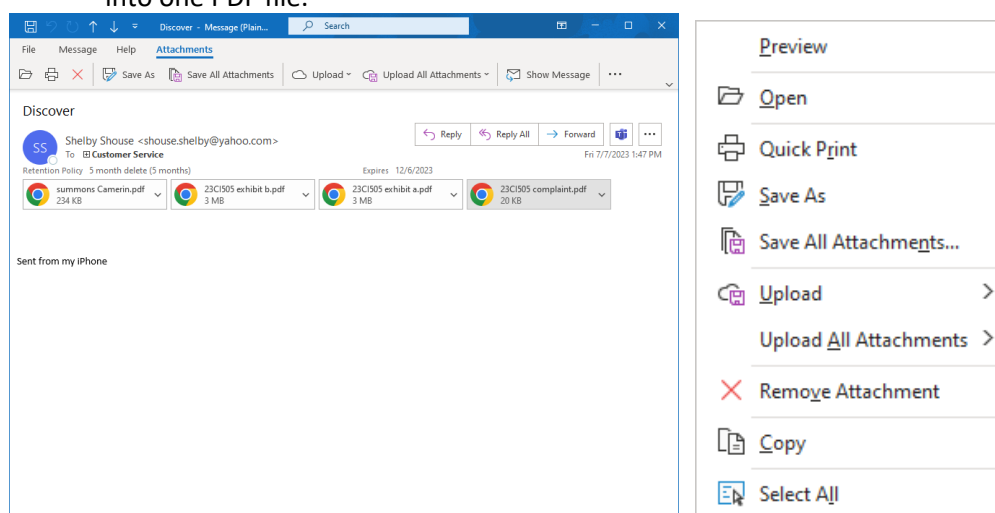 into one PDF file.
Discover - Message (Plain... Search
File Message Help Attachments
Save As Save All Attachments Upload Upload All Attachments Show Message ...
Discover
SS
Shelby Shouse <shouse.shelby@yahoo.com>
To Customer Service
Reply Reply All Forward ...
Fri 7/7/2023 1:47 PM
Retention Policy 5 month delete (5 months) Expires 12/6/2023
summons Camerin.pdf
234 KB
23CI505 exhibit b.pdf
3 MB
23CI505 exhibit a.pdf
3 MB
23CI505 complaint.pdf
20 KB
Sent from my iPhone
Preview
Open
Quick Print
Save As
Save All Attachments...
Upload
Upload All Attachments
Remove Attachment
Copy
Select All